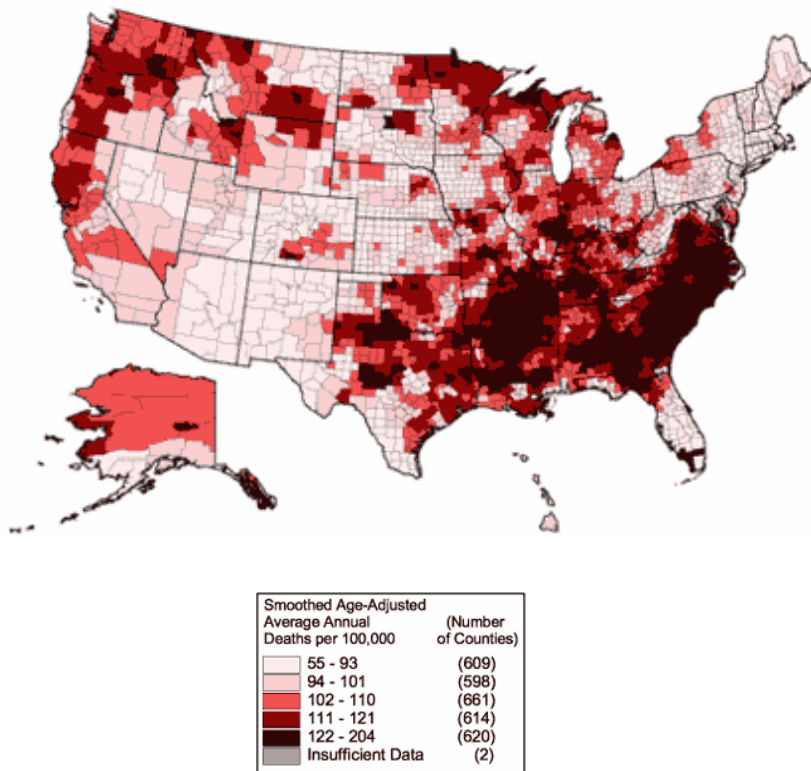 Smoothed Age-Adjusted
Average Annual (Number
Deaths per 100,000 of Counties)
55 - 93 (609)
94 - 101 (598)
102 - 110 (661)
111 - 121 (614)
122 - 204 (620)
Insufficient Data (2)